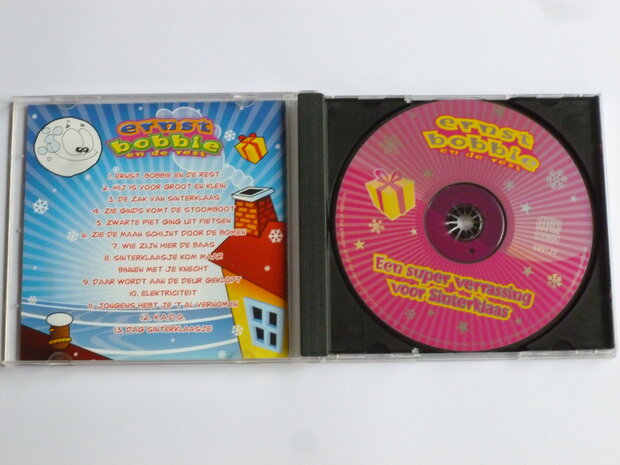 ernst
bobbie
en de rest
1. ERNST, BOBBIE EN DE REST
2. HIJ IS VOOR GROOT EN KLEIN
3. DE ZAK VAN SINTERKLAAS
4. ZIE GINDS KOMT DE STOOMBOOT
5. ZWARTE PIET GING UIT FIETSEN
6. ZIE DE MAAN SCHIJNT DOOR DE BOMEN
7. WIE ZIJN HIER DE BAAS
8. SINTERKLAASJE KOM MAAR
BINNEN MET JE KNECHT
9. DAAR WORDT AAN DE DEUR GEKLOPT
10. ELEKTRICITEIT
11. JONGENS HEBT JE 'T AL VERNOMEN
12. K.A.D.O.
13. DAG SINTERKLAASJE
ernst
bobbie
en de rest
Een super verrassing
voor Sinterklaas